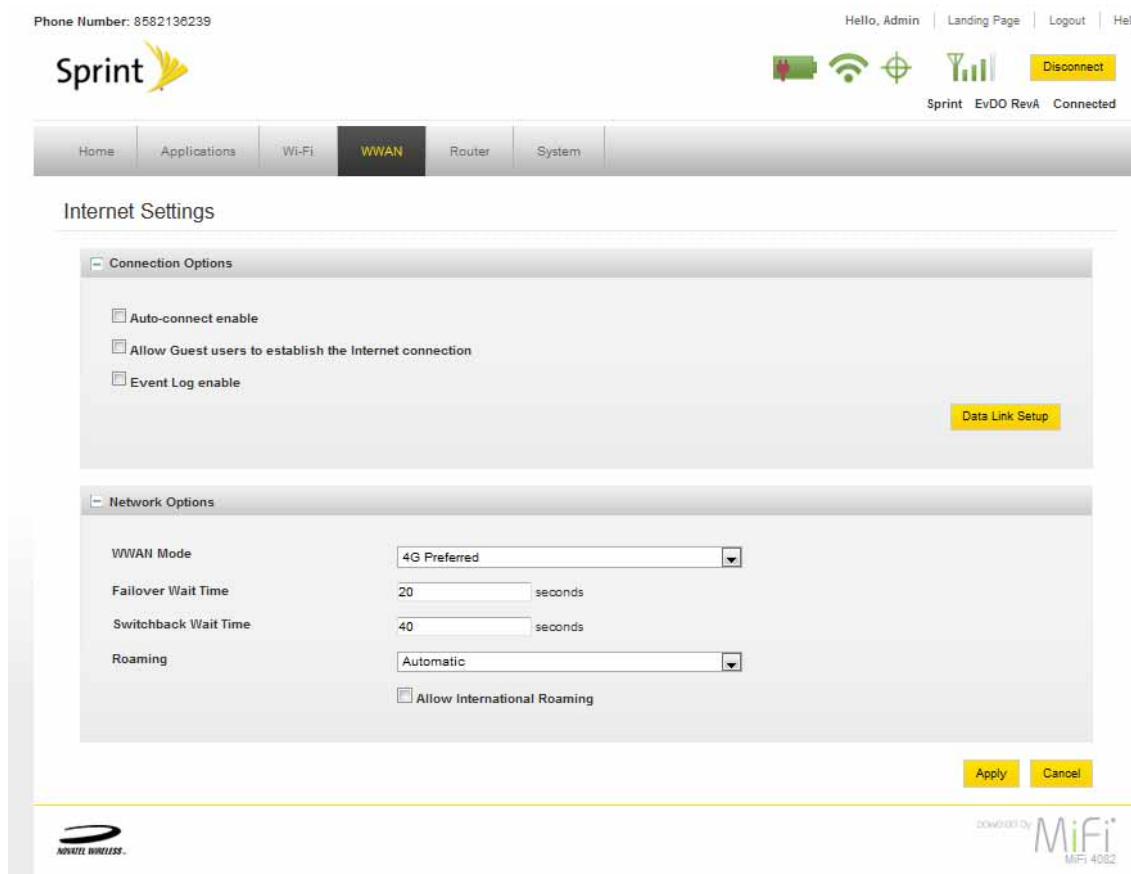 Phone Number: 8582136239
Hello, Admin Landing Page Logout Hel
Sprint
Disconnect
Sprint EvDO RevA Connected
Home Applications Wi-Fi WWAN Router System
Internet Settings
Connection Options
Auto-connect enable
Allow Guest users to establish the Internet connection
Event Log enable
Data Link Setup
Network Options
WWAN Mode 4G Preferred
Failover Wait Time 20 seconds
Switchback Wait Time 40 seconds
Roaming Automatic
Allow International Roaming
Apply Cancel
NOVATEL WIRELESS
powered by MiFi
MiFi 4082